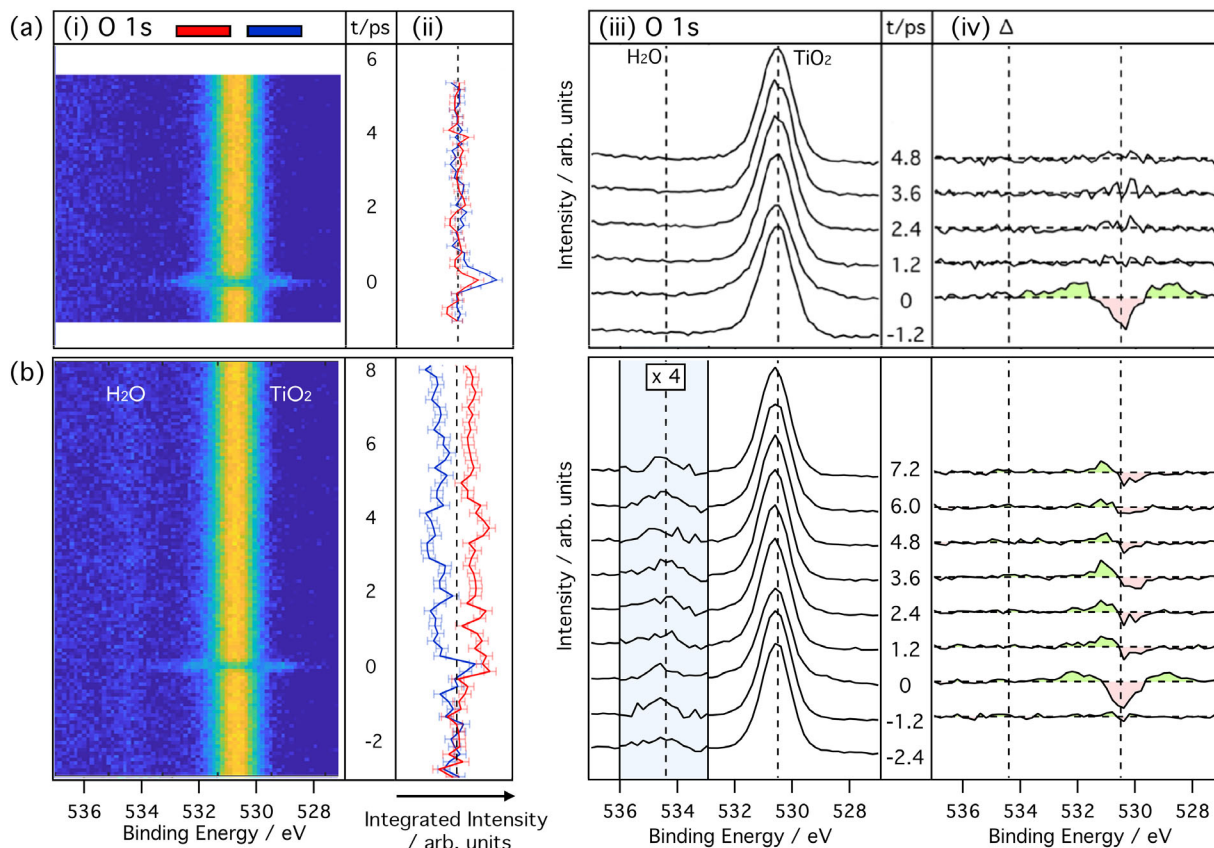 (a) (i) O 1s t/ps (ii) (iii) O 1s t/ps (iv) Δ
H₂O TiO₂
6
4
2
0
Intensity / arb. units
4.8
3.6
2.4
1.2
0
-1.2
(b)
H₂O TiO₂
8
6
4
2
0
-2
x 4
Intensity / arb. units
7.2
6.0
4.8
3.6
2.4
1.2
0
-1.2
-2.4
536 534 532 530 528
Binding Energy / eV
Integrated Intensity
/ arb. units
536 534 532 530 528
Binding Energy / eV
536 534 532 530 528
Binding Energy / eV